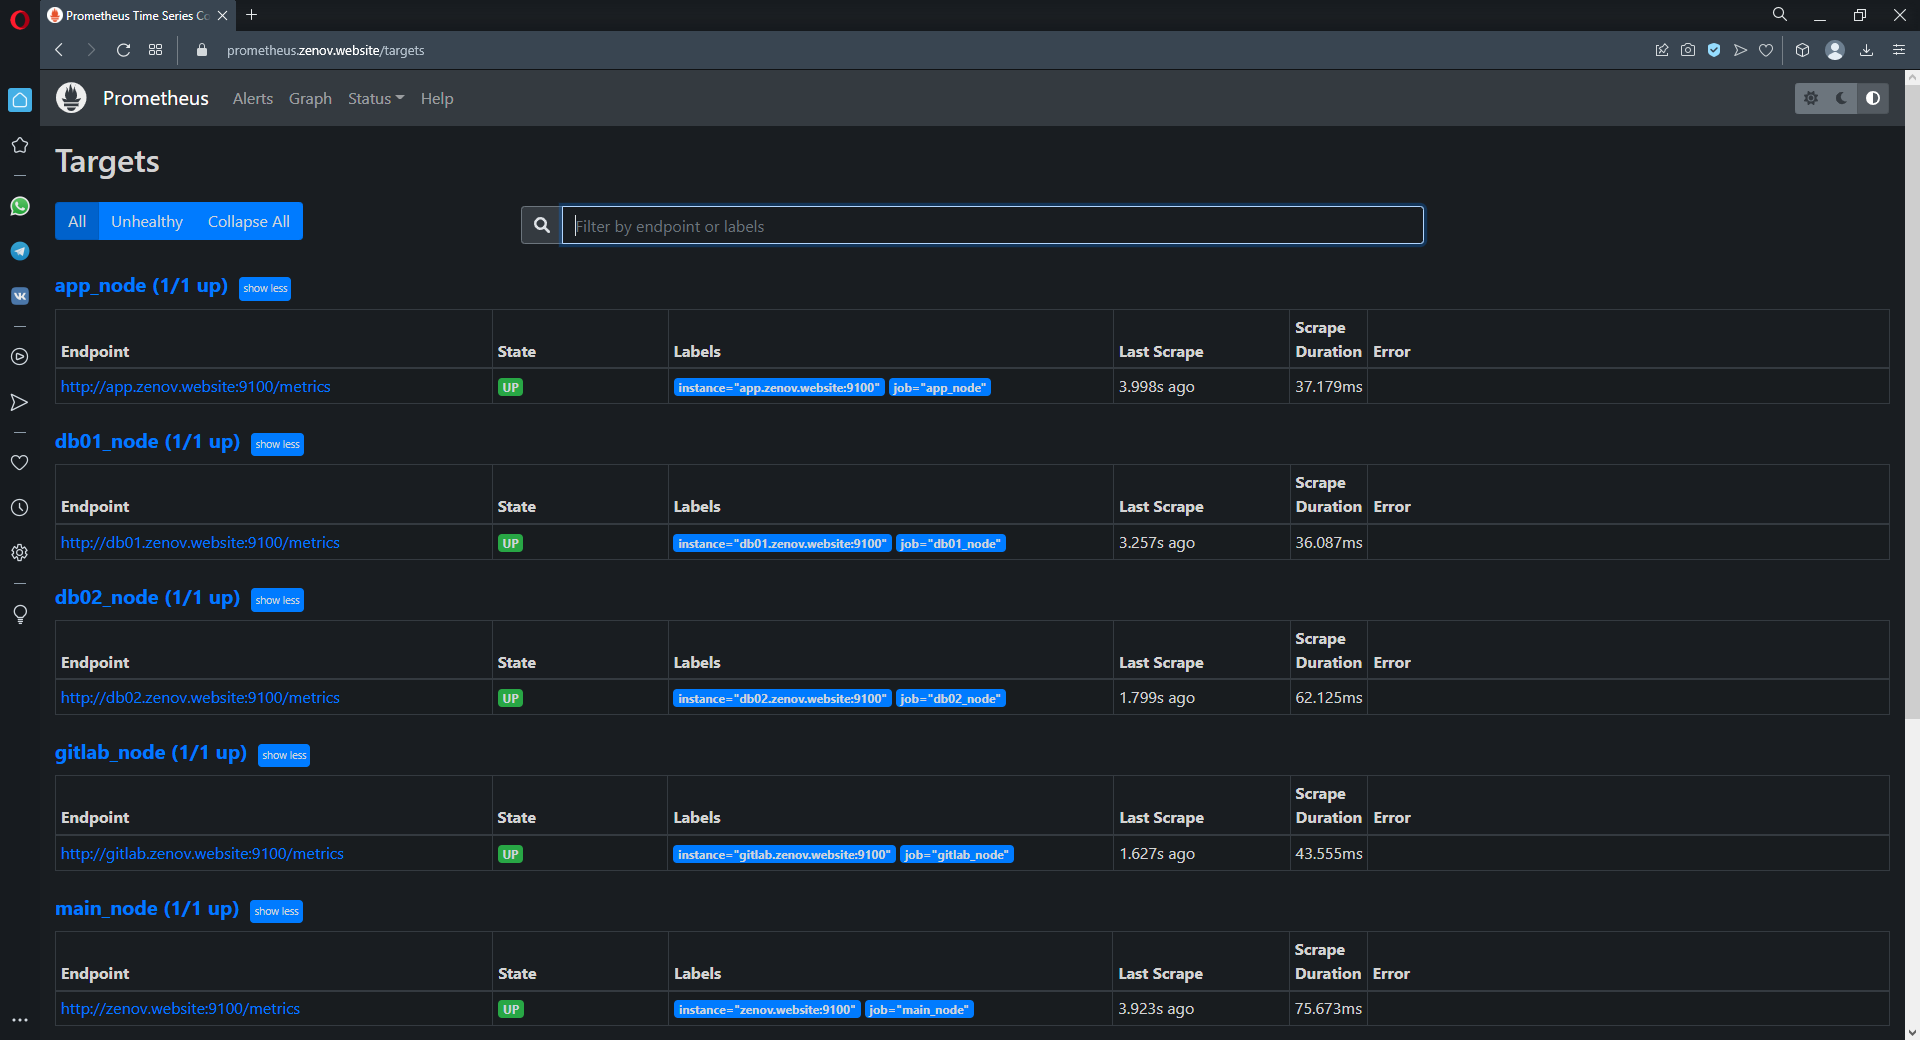 Prometheus Time Series Co
prometheus.zenov.website/targets
Prometheus Alerts Graph Status Help
Targets
All Unhealthy Collapse All
Filter by endpoint or labels
app_node (1/1 up) show less
Endpoint State Labels Last Scrape Scrape Duration Error
http://app.zenov.website:9100/metrics UP instance="app.zenov.website:9100" job="app_node" 3.998s ago 37.179ms
db01_node (1/1 up) show less
Endpoint State Labels Last Scrape Scrape Duration Error
http://db01.zenov.website:9100/metrics UP instance="db01.zenov.website:9100" job="db01_node" 3.257s ago 36.087ms
db02_node (1/1 up) show less
Endpoint State Labels Last Scrape Scrape Duration Error
http://db02.zenov.website:9100/metrics UP instance="db02.zenov.website:9100" job="db02_node" 1.799s ago 62.125ms
gitlab_node (1/1 up) show less
Endpoint State Labels Last Scrape Scrape Duration Error
http://gitlab.zenov.website:9100/metrics UP instance="gitlab.zenov.website:9100" job="gitlab_node" 1.627s ago 43.555ms
main_node (1/1 up) show less
Endpoint State Labels Last Scrape Scrape Duration Error
http://zenov.website:9100/metrics UP instance="zenov.website:9100" job="main_node" 3.923s ago 75.673ms